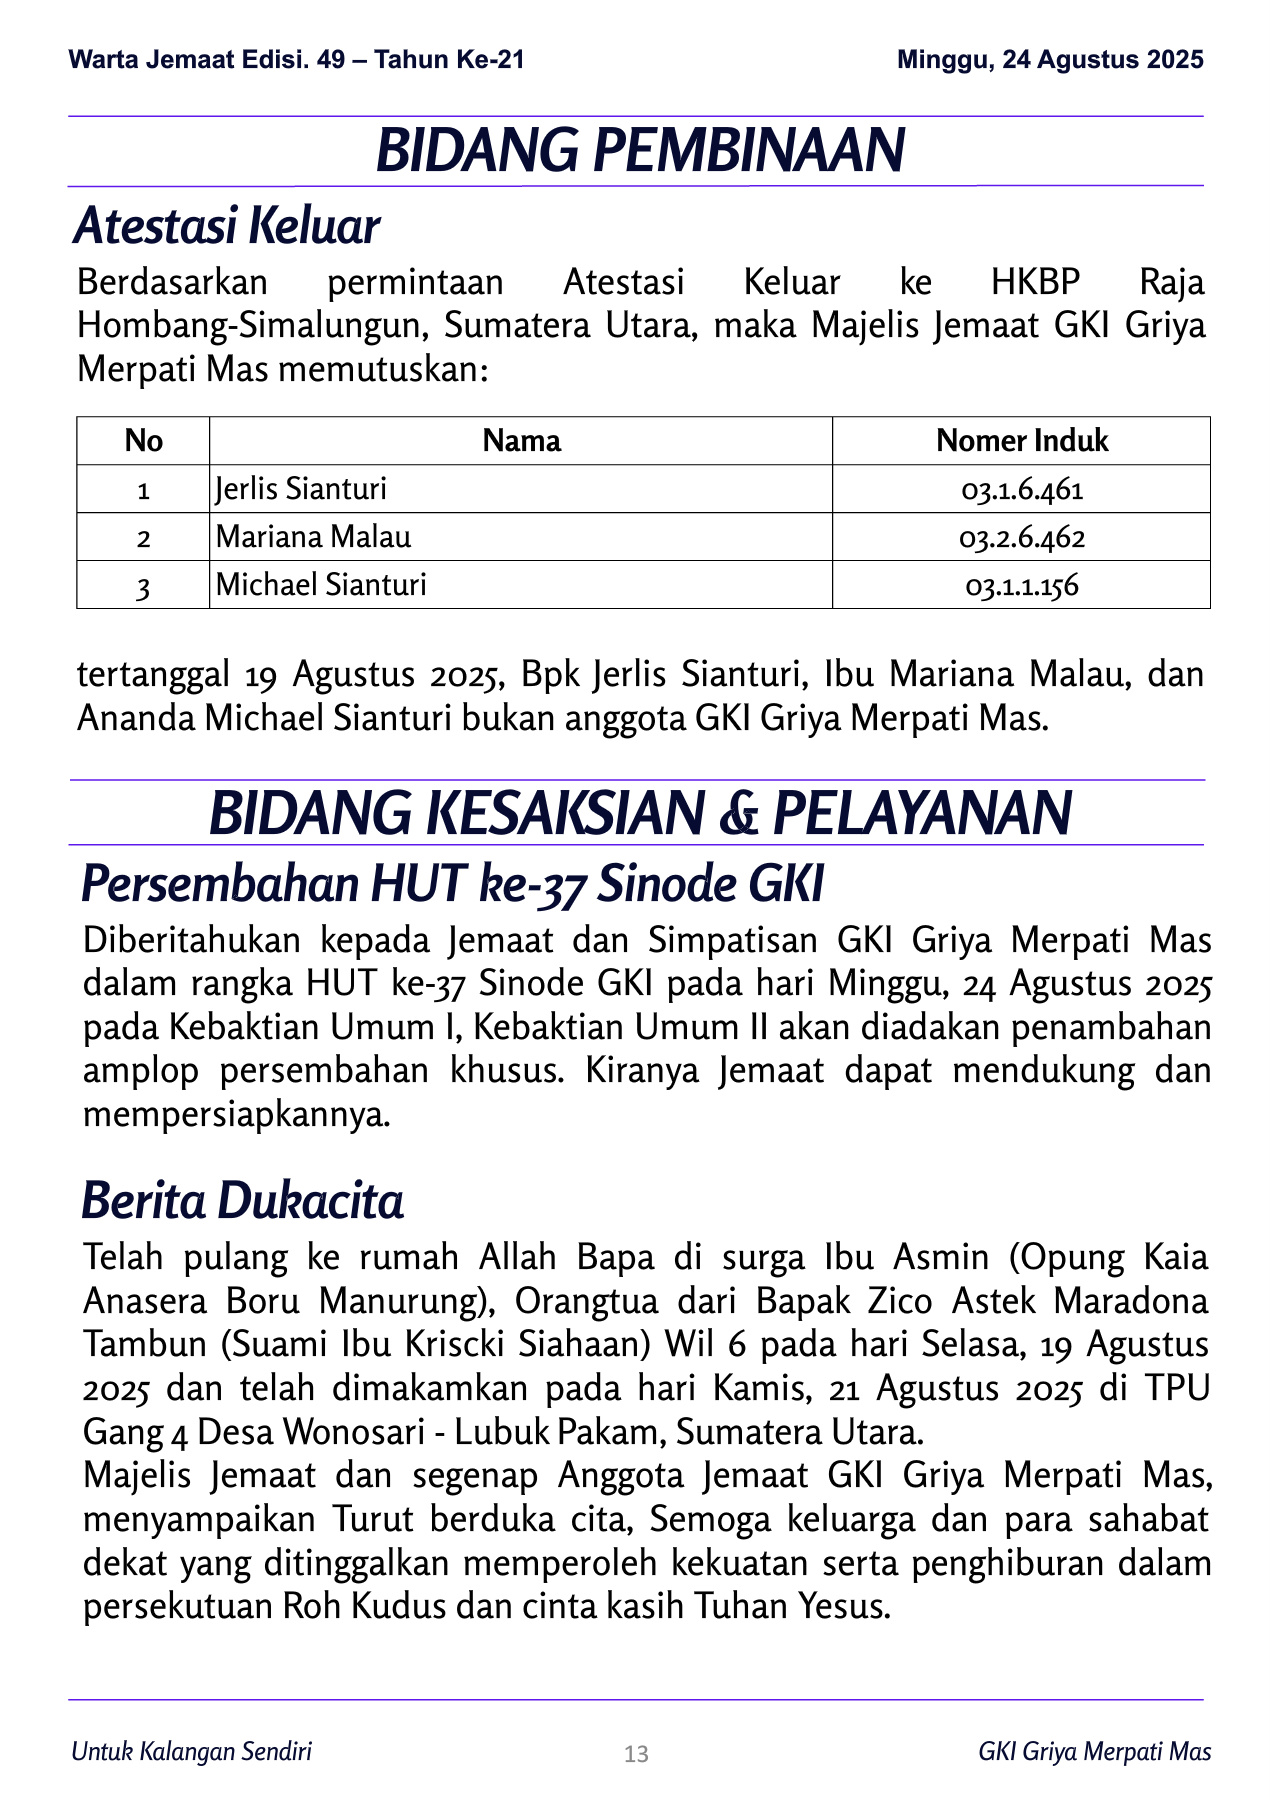 Warta Jemaat Edisi. 49 – Tahun Ke-21 Minggu, 24 Agustus 2025
BIDANG PEMBINAAN
Atestasi Keluar
Berdasarkan permintaan Atestasi Keluar ke HKBP Raja
Hombang-Simalungun, Sumatera Utara, maka Majelis Jemaat GKI Griya
Merpati Mas memutuskan:
No Nama Nomer Induk
1 Jerlis Sianturi 03.1.6.461
2 Mariana Malau 03.2.6.462
3 Michael Sianturi 03.1.1.156
tertanggal 19 Agustus 2025, Bpk Jerlis Sianturi, Ibu Mariana Malau, dan
Ananda Michael Sianturi bukan anggota GKI Griya Merpati Mas.
BIDANG KESAKSIAN & PELAYANAN
Persembahan HUT ke-37 Sinode GKI
Diberitahukan kepada Jemaat dan Simpatisan GKI Griya Merpati Mas
dalam rangka HUT ke-37 Sinode GKI pada hari Minggu, 24 Agustus 2025
pada Kebaktian Umum I, Kebaktian Umum II akan diadakan penambahan
amplop persembahan khusus. Kiranya Jemaat dapat mendukung dan
mempersiapkannya.
Berita Dukacita
Telah pulang ke rumah Allah Bapa di surga Ibu Asmin (Opung Kaia
Anasera Boru Manurung), Orangtua dari Bapak Zico Astek Maradona
Tambun (Suami Ibu Kriscki Siahaan) Wil 6 pada hari Selasa, 19 Agustus
2025 dan telah dimakamkan pada hari Kamis, 21 Agustus 2025 di TPU
Gang 4 Desa Wonosari - Lubuk Pakam, Sumatera Utara.
Majelis Jemaat dan segenap Anggota Jemaat GKI Griya Merpati Mas,
menyampaikan Turut berduka cita, Semoga keluarga dan para sahabat
dekat yang ditinggalkan memperoleh kekuatan serta penghiburan dalam
persekutuan Roh Kudus dan cinta kasih Tuhan Yesus.
Untuk Kalangan Sendiri 13 GKI Griya Merpati Mas